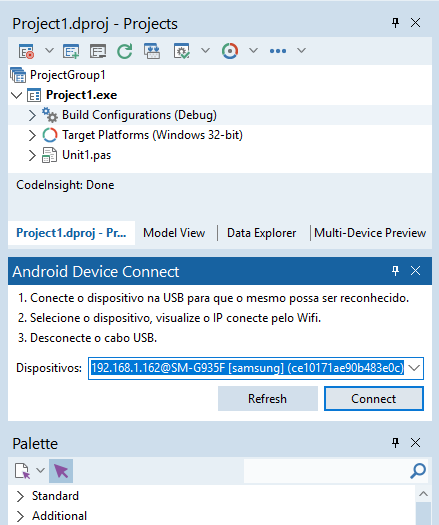 Project1.dproj - Projects
ProjectGroup1
Project1.exe
Build Configurations (Debug)
Target Platforms (Windows 32-bit)
Unit1.pas
CodeInsight: Done
Project1.dproj - Pr... Model View Data Explorer Multi-Device Preview
Android Device Connect
1. Conecte o dispositivo na USB para que o mesmo possa ser reconhecido.
2. Selecione o dispositivo, visualize o IP conecte pelo Wifi.
3. Desconecte o cabo USB.
Dispositivos: 192.168.1.162@SM-G935F [samsung] (ce10171ae90b483e0c)
Refresh Connect
Palette
Standard
Additional